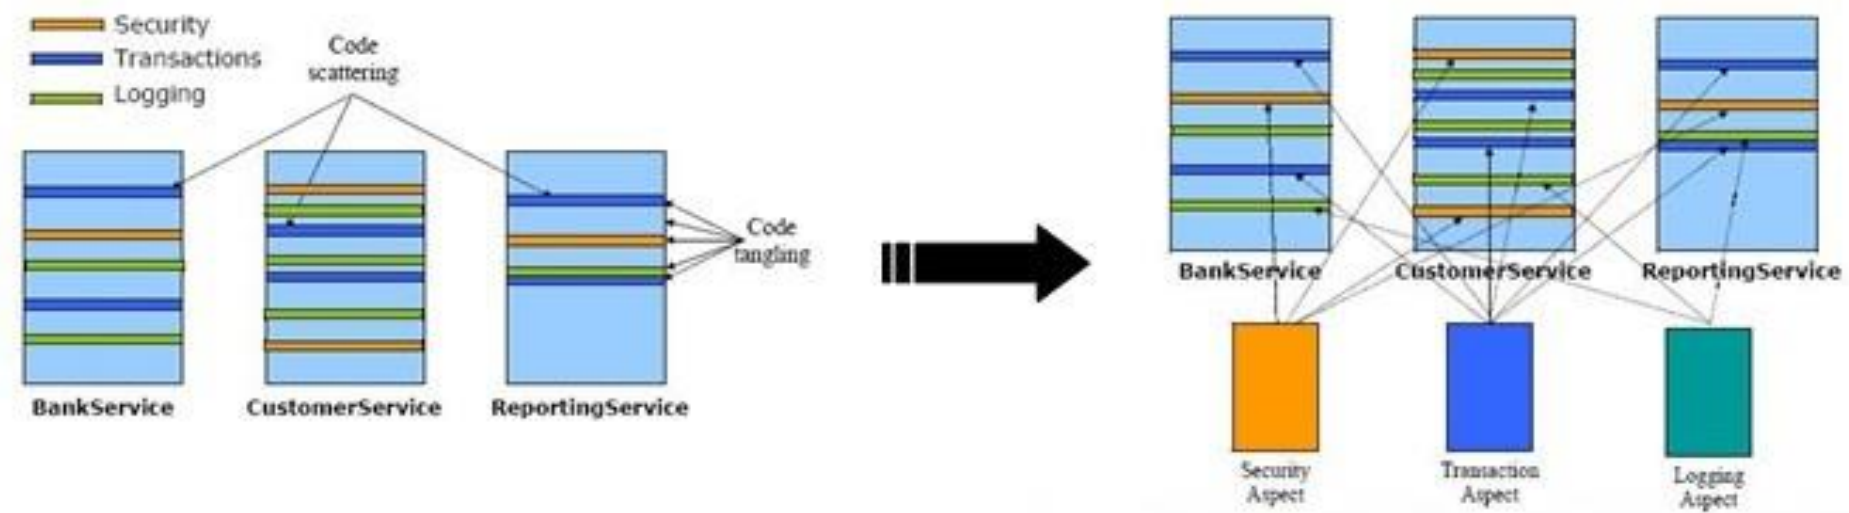 Security
Transactions
Logging
Code
scattering
Code
tangling
BankService
CustomerService
ReportingService
BankService
CustomerService
ReportingService
Security
Aspect
Transaction
Aspect
Logging
Aspect